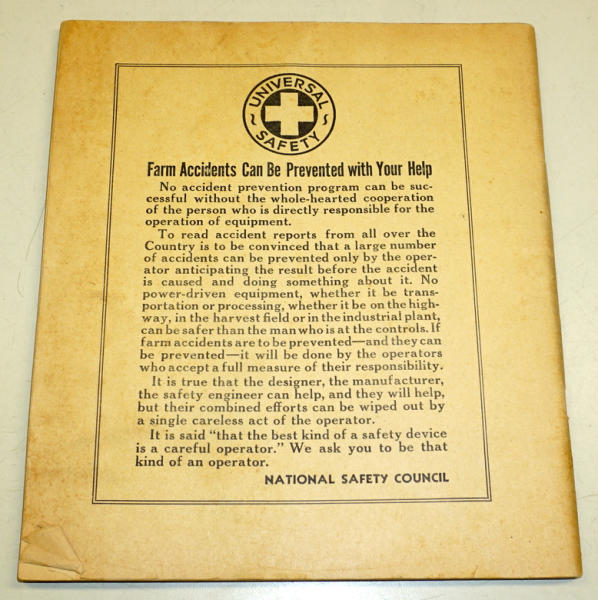 UNIVERSAL
SAFETY
Farm Accidents Can Be Prevented with Your Help
No accident prevention program can be suc-
cessful without the whole-hearted cooperation
of the person who is directly responsible for the
operation of equipment.
To read accident reports from all over the
Country is to be convinced that a large number
of accidents can be prevented only by the oper-
ator anticipating the result before the accident
is caused and doing something about it. No
power-driven equipment, whether it be trans-
portation or processing, whether it be on the high-
way, in the harvest field or in the industrial plant,
can be safer than the man who is at the controls. If
farm accidents are to be prevented—and they can
be prevented—it will be done by the operators
who accept a full measure of their responsibility.
It is true that the designer, the manufacturer,
the safety engineer can help, and they will help,
but their combined efforts can be wiped out by
a single careless act of the operator.
It is said “that the best kind of a safety device
is a careful operator.” We ask you to be that
kind of an operator.
NATIONAL SAFETY COUNCIL